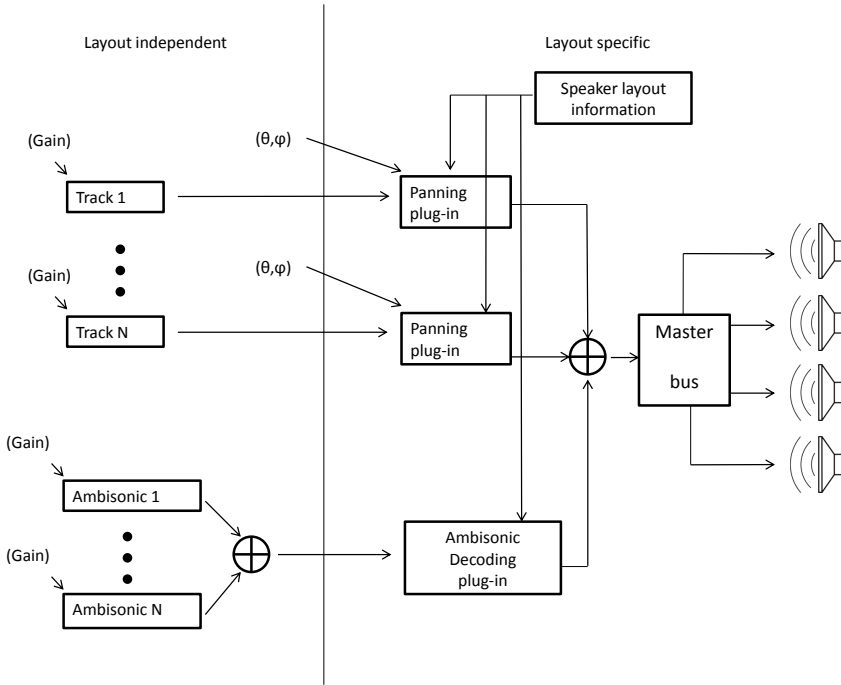 Layout independent
Layout specific
Speaker layout
information
(Gain)
(θ,φ)
Track 1
Panning
plug-in
(Gain)
(θ,φ)
Track N
Panning
plug-in
Master
bus
(Gain)
Ambisonic 1
(Gain)
Ambisonic N
Ambisonic
Decoding
plug-in